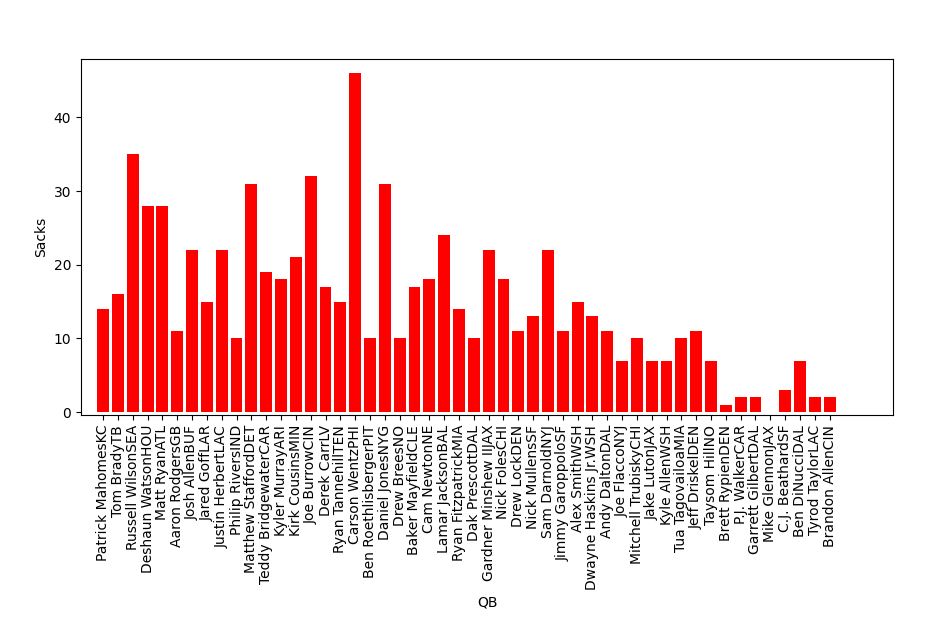 40
30
20
10
0
Sacks
Patrick MahomesKC
Tom BradyTB
Russell WilsonSEA
Deshaun WatsonHOU
Matt RyanATL
Aaron RodgersGB
Josh AllenBUF
Jared GoffLAR
Justin HerbertLAC
Philip RiversIND
Matthew StaffordDET
Teddy BridgewaterCAR
Kyler MurrayARI
Kirk CousinsMIN
Joe BurrowCIN
Derek CarrLV
Ryan TannehillTEN
Carson WentzPHI
Ben RoethlisbergerPIT
Daniel JonesNYG
Drew BreesNO
Baker MayfieldCLE
Cam NewtonNE
Lamar JacksonBAL
Ryan FitzpatrickMIA
Dak PrescottDAL
Gardner Minshew IIJAX
Nick FolesCHI
Drew LockDEN
Nick MullensSF
Sam DarnoldNYJ
Jimmy GaroppoloSF
Alex SmithWSH
Dwayne Haskins Jr.WSH
Andy DaltonDAL
Joe FlaccoNYJ
Mitchell TrubiskyCHI
Jake LutonJAX
Kyle AllenWSH
Tua TagovailoaMIA
Jeff DriskelDEN
Taysom HillNO
Brett RypienDEN
P.J. WalkerCAR
Garrett GilbertDAL
Mike GlennonJAX
C.J. BeathardSF
Ben DiNucciDAL
Tyrod TaylorLAC
Brandon AllenCIN
QB